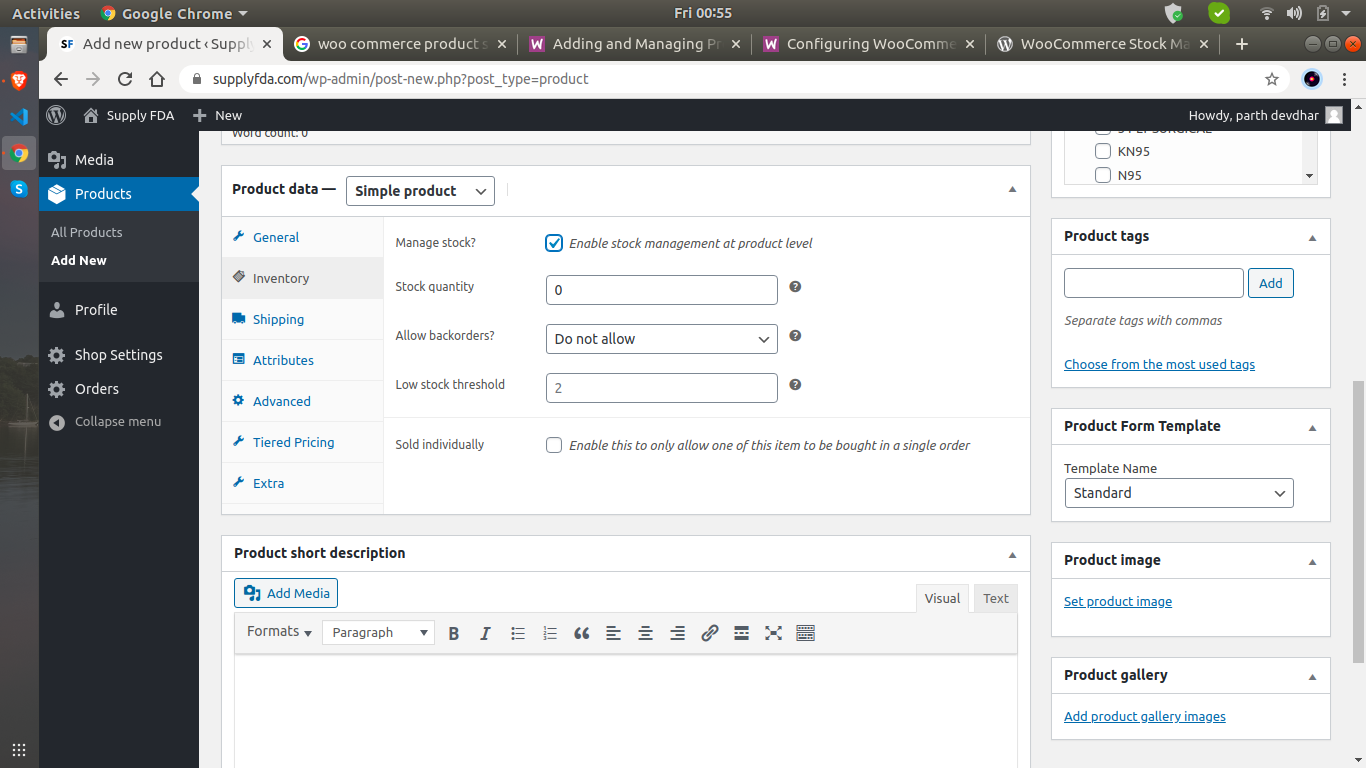 Activities Google Chrome Fri 00:55
SF Add new product ‹ Supply woo commerce product s Adding and Managing Pr Configuring WooComme WooCommerce Stock Ma
supplyfda.com/wp-admin/post-new.php?post_type=product
Supply FDA New Howdy, parth devdhar
Media
Products
All Products
Add New
Profile
Shop Settings
Orders
Collapse menu
Word count: 0
Product data — Simple product
General
Inventory
Shipping
Attributes
Advanced
Tiered Pricing
Extra
Manage stock? Enable stock management at product level
Stock quantity 0
Allow backorders? Do not allow
Low stock threshold 2
Sold individually Enable this to only allow one of this item to be bought in a single order
Product short description
Add Media Visual Text
Formats Paragraph
KN95
N95
Product tags
Add
Separate tags with commas
Choose from the most used tags
Product Form Template
Template Name
Standard
Product image
Set product image
Product gallery
Add product gallery images